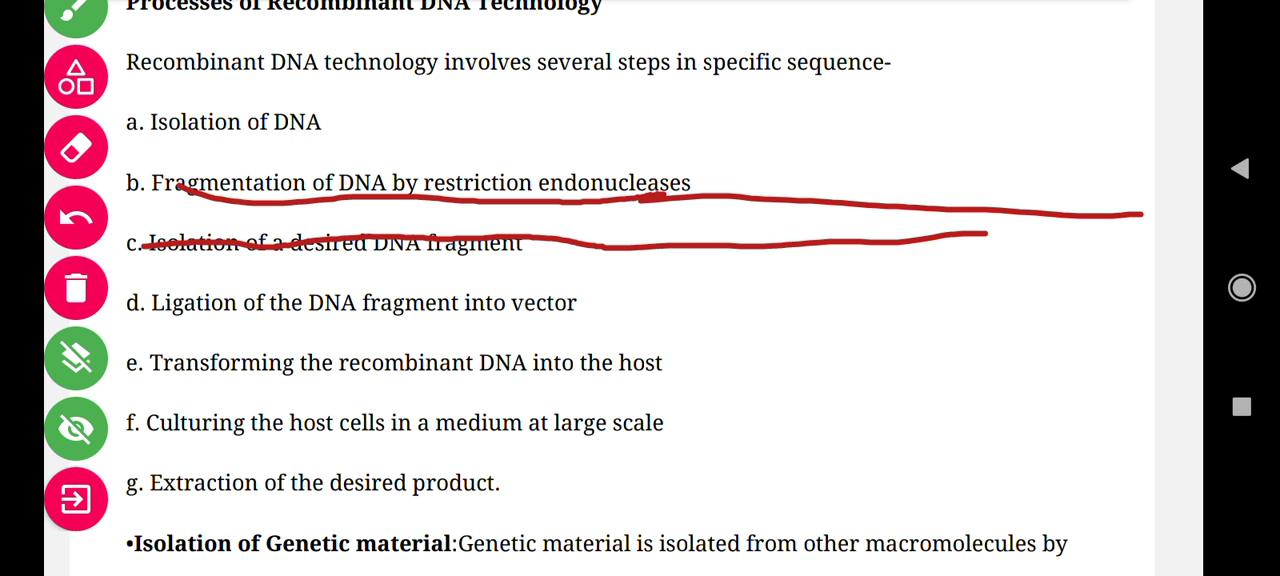 Processes of Recombinant DNA Technology
Recombinant DNA technology involves several steps in specific sequence-
a. Isolation of DNA
b. Fragmentation of DNA by restriction endonucleases
c. Isolation of a desired DNA fragment
d. Ligation of the DNA fragment into vector
e. Transforming the recombinant DNA into the host
f. Culturing the host cells in a medium at large scale
g. Extraction of the desired product.
•Isolation of Genetic material:Genetic material is isolated from other macromolecules by